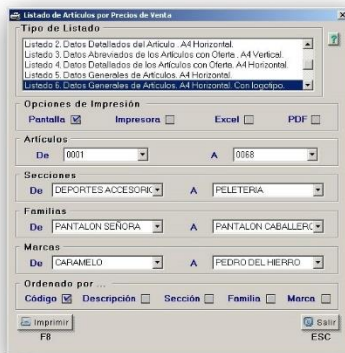 Listado de Artículos por Precios de Venta
Tipo de Listado
Listado 2. Datos Detallados del Artículo . A4 Horizontal.
Listado 3. Datos Abreviados de los Artículos con Oferta . A4 Vertical.
Listado 4. Datos Detallados de los Artículos con Oferta. A4 Horizontal.
Listado 5. Datos Generales de Artículos. A4 Horizontal.
Listado 6. Datos Generales de Artículos. A4 Horizontal. Con logotipo.
?
Opciones de Impresión
Pantalla Impresora Excel PDF
Artículos
De 0001 A 0068
Secciones
De DEPORTES ACCESORIC A PELETERIA
Familias
De PANTALON SEÑORA A PANTALON CABALLERC
Marcas
De CARAMELO A PEDRO DEL HIERRO
Ordenado por ...
Código Descripción Sección Familia Marca
Imprimir Salir
F8 ESC